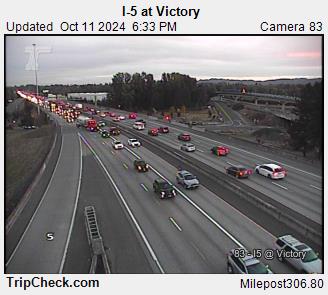 I-5 at Victory
Updated Oct 11 2024 6:33 PM Camera 83
S
83 - I5 @ Victory
TripCheck.com Milepost306.80